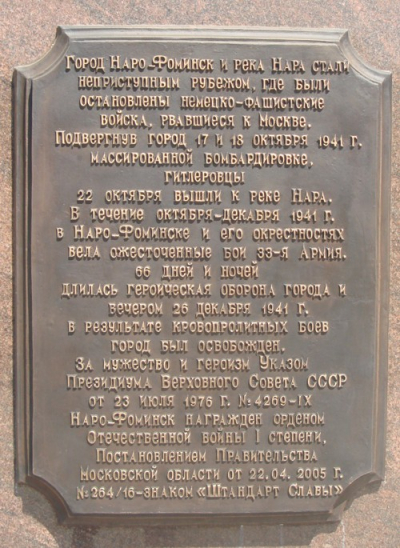 Город Наро-Фоминск и река Нара стали
неприступным рубежом, где были
остановлены немецко-фашистские
войска, рвавшиеся к Москве.
Подвергнув город 17 и 18 октября 1941 г.
массированной бомбардировке,
гитлеровцы
22 октября вышли к реке Нара.
В течение октября-декабря 1941 г.
в Наро-Фоминске и его окрестностях
вела ожесточенные бои 33-я Армия.
66 дней и ночей
длилась героическая оборона города и
вечером 26 декабря 1941 г.
в результате кровопролитных боев
город был освобожден.
За мужество и героизм Указом
Президиума Верховного Совета СССР
от 23 июля 1976 г. № 4269-IX
Наро-Фоминск награжден орденом
Отечественной войны I степени,
Постановлением Правительства
Московской области от 22.04. 2005 г.
№ 264/16-знаком «Штандарт Славы»